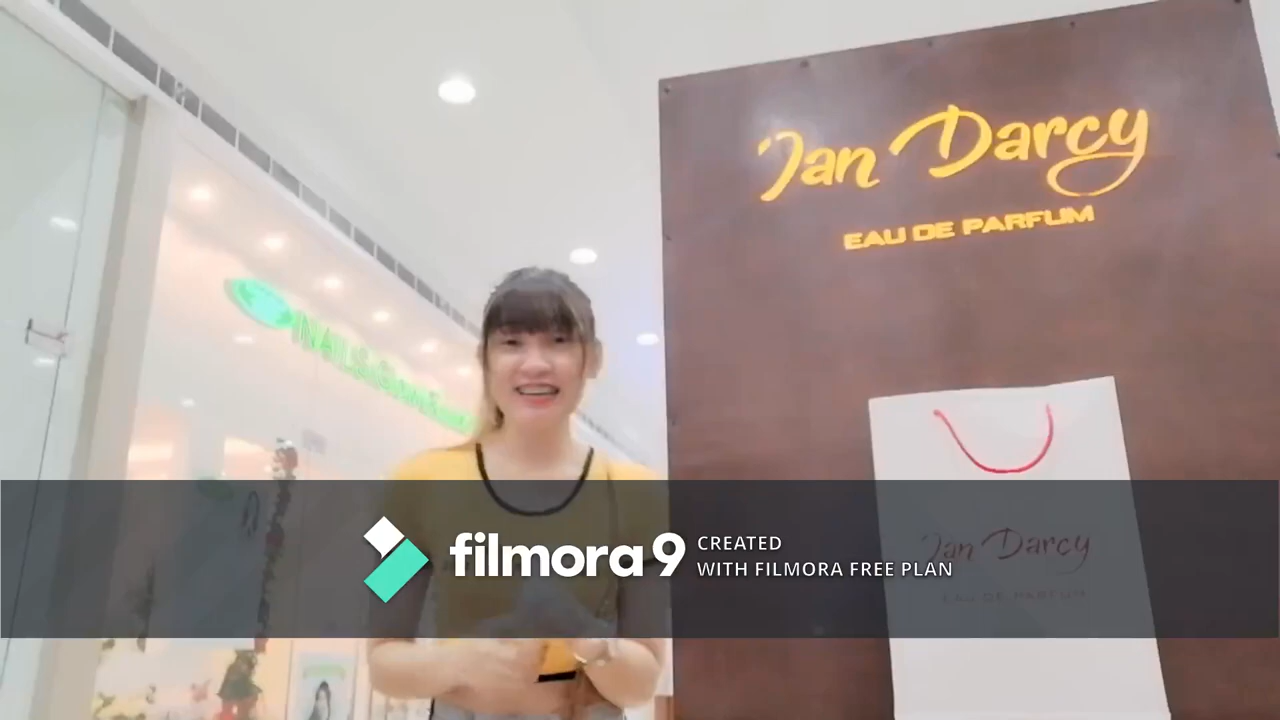 Jan Darcy
EAU DE PARFUM
filmora9
CREATED
WITH FILMORA FREE PLAN
Jan Darcy
EAU DE PARFUM